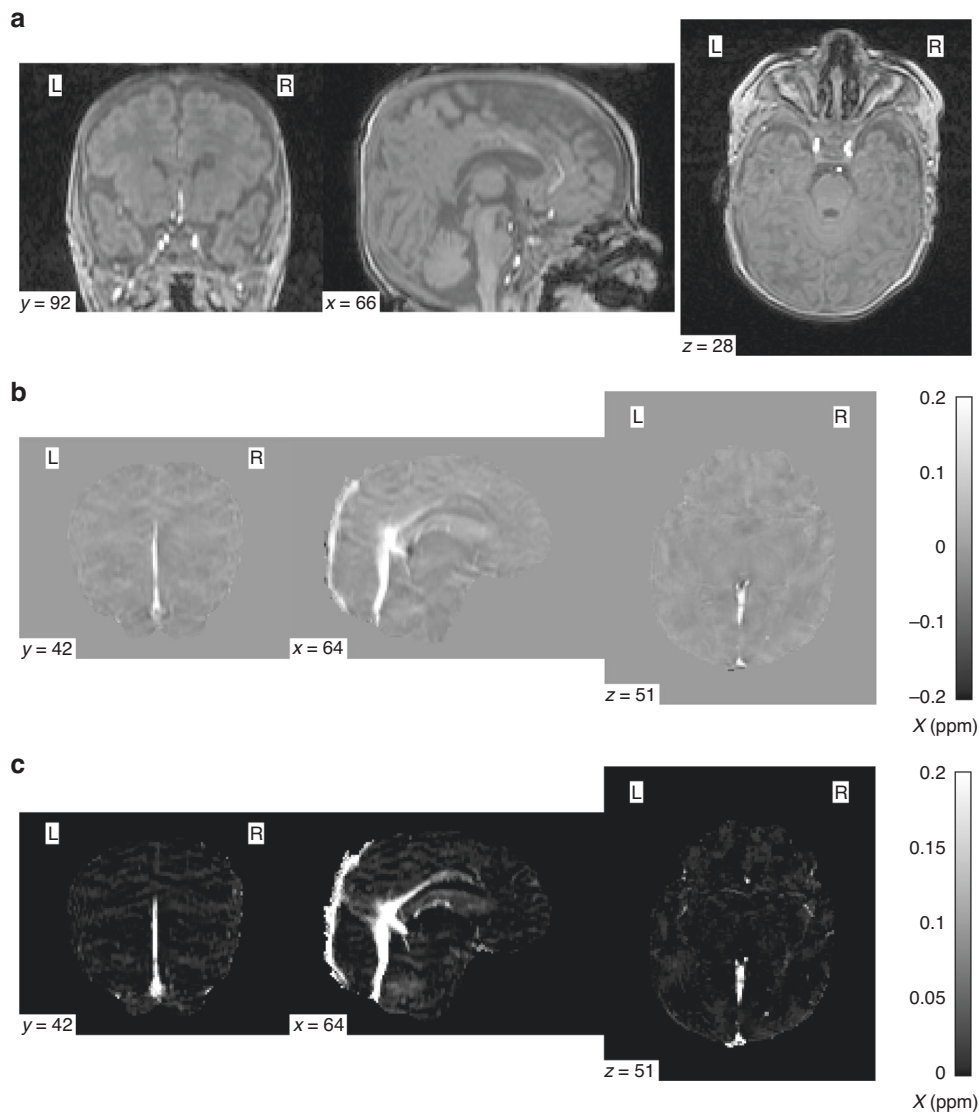 a
L R
L R
y = 92
x = 66
z = 28
b
L R
L R
0.2
0.1
0
–0.1
–0.2
X (ppm)
y = 42
x = 64
z = 51
c
L R
L R
0.2
0.15
0.1
0.05
0
X (ppm)
y = 42
x = 64
z = 51